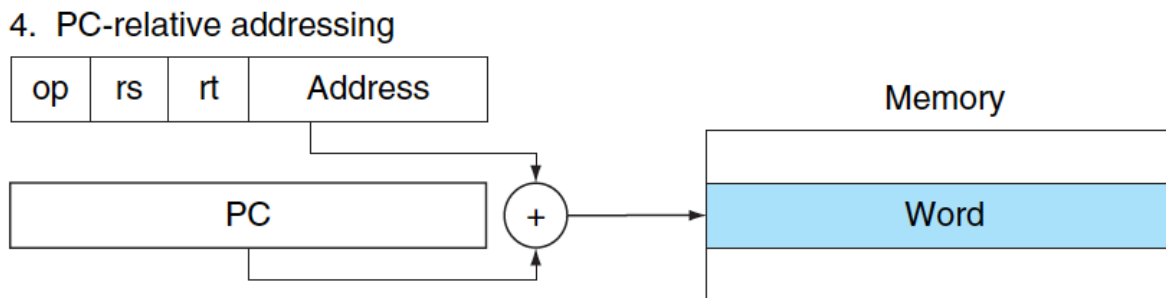 4. PC-relative addressing
op rs rt Address
Memory
PC + Word